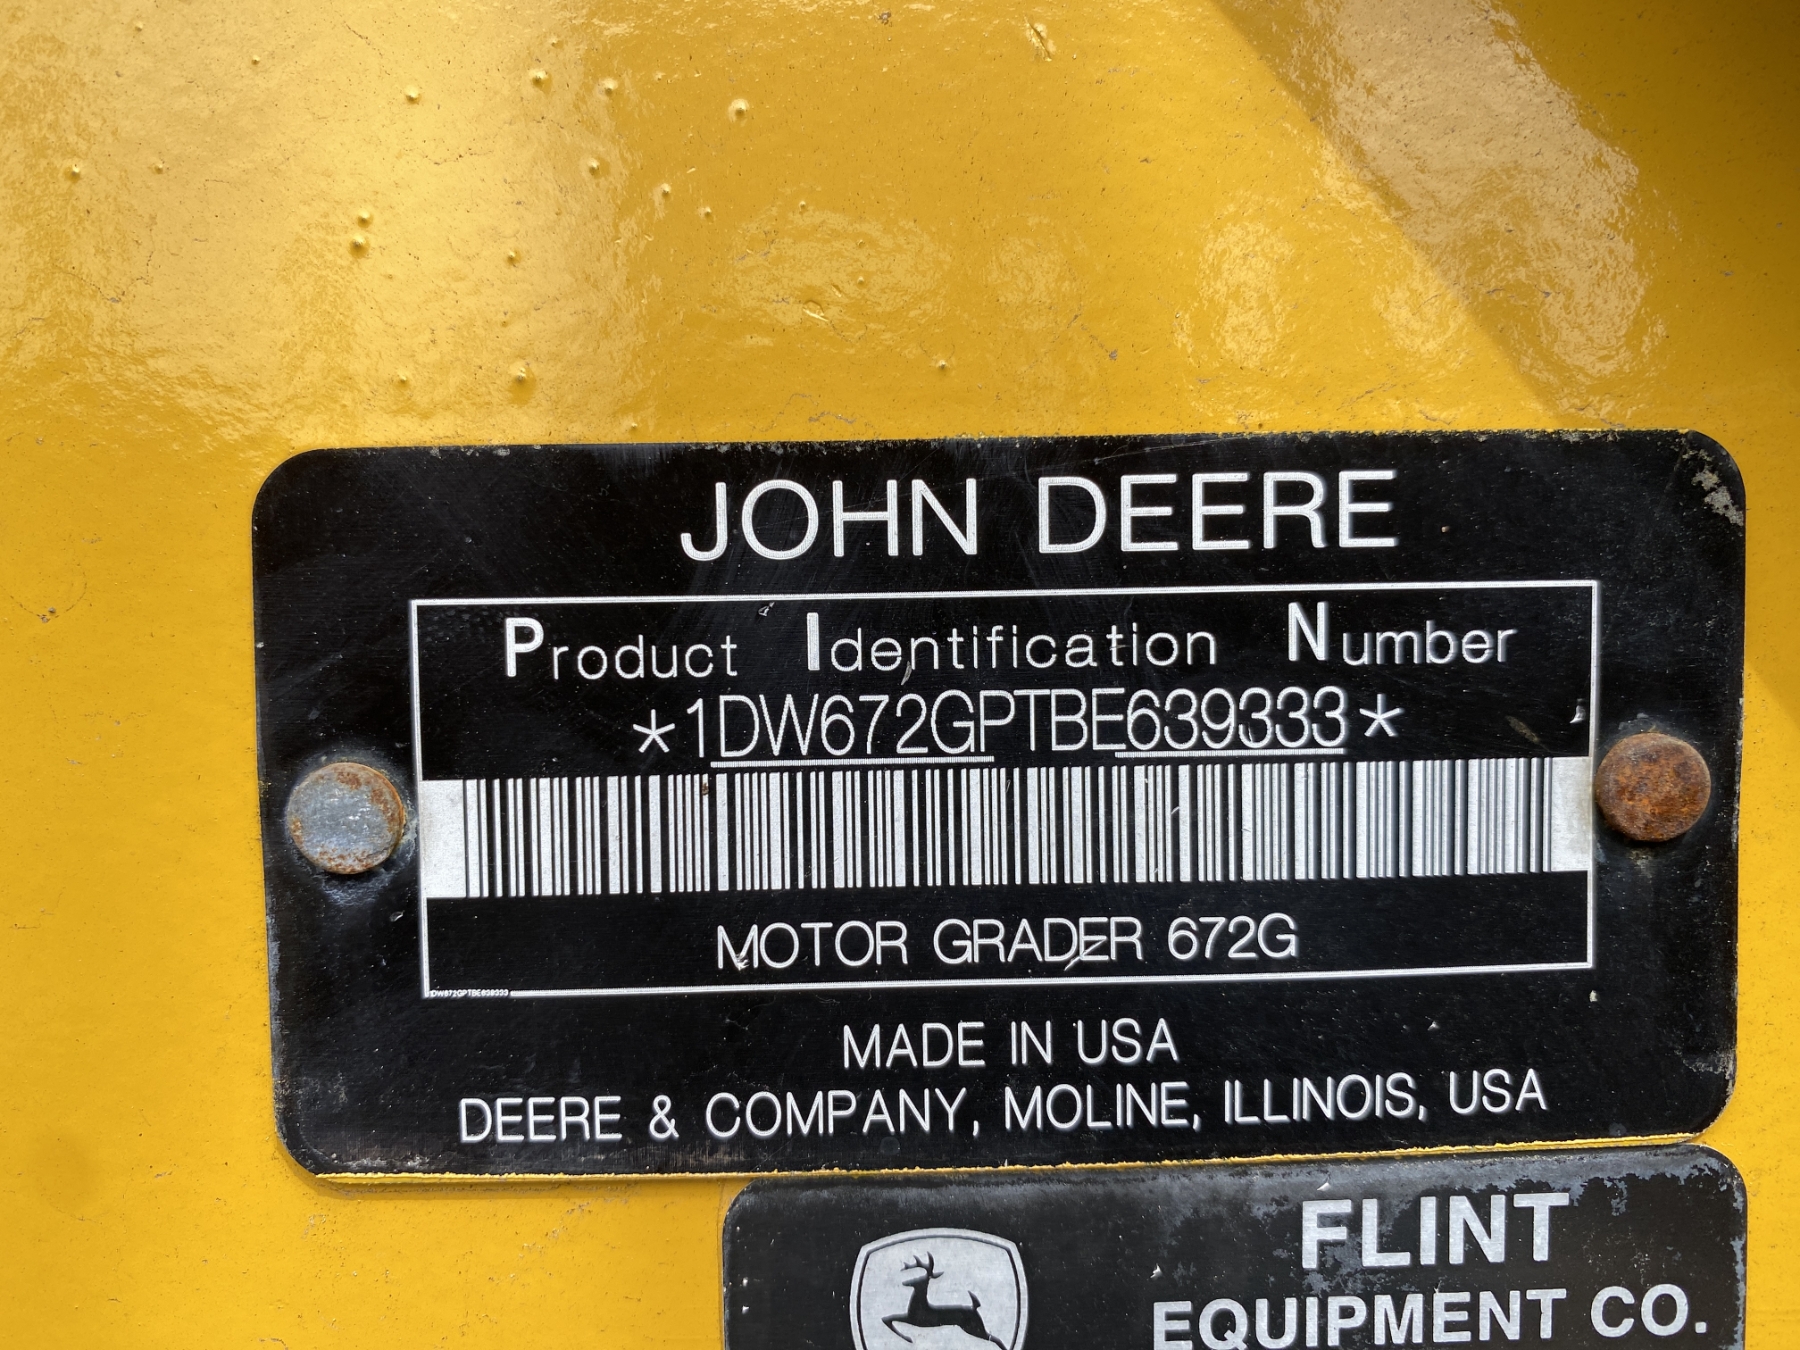 JOHN DEERE
Product Identification Number
*1DW672GPTBE639333*
MOTOR GRADER 672G
1DW672GPTBE639333
MADE IN USA
DEERE & COMPANY, MOLINE, ILLINOIS, USA
FLINT
EQUIPMENT CO.